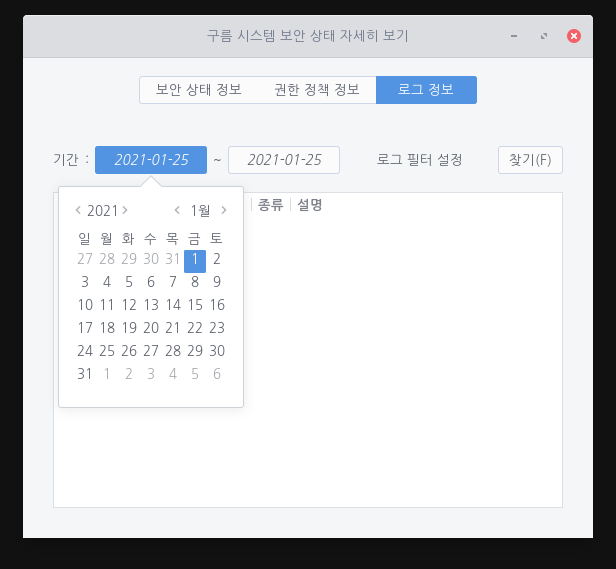 구름 시스템 보안 상태 자세히 보기
보안 상태 정보 권한 정책 정보 로그 정보
기간 : 2021-01-25 ~ 2021-01-25 로그 필터 설정 찾기(F)
종류 설명
2021 1월
일 월 화 수 목 금 토
27 28 29 30 31 1 2
3 4 5 6 7 8 9
10 11 12 13 14 15 16
17 18 19 20 21 22 23
24 25 26 27 28 29 30
31 1 2 3 4 5 6